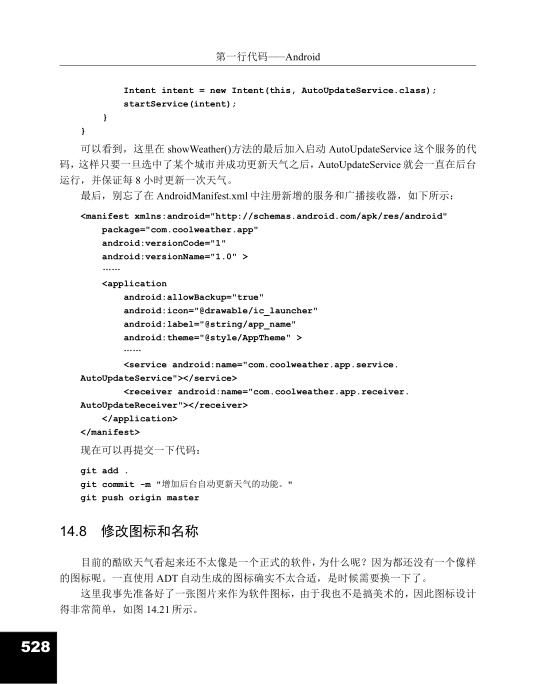 第一行代码——Android
Intent intent = new Intent(this, AutoUpdateService.class);
startService(intent);
}
}
可以看到，这里在 showWeather()方法的最后加入启动 AutoUpdateService 这个服务的代
码，这样只要一旦选中了某个城市并成功更新天气之后，AutoUpdateService 就会一直在后台
运行，并保证每 8 小时更新一次天气。
最后，别忘了在 AndroidManifest.xml 中注册新增的服务和广播接收器，如下所示：
<manifest xmlns:android="http://schemas.android.com/apk/res/android"
package="com.coolweather.app"
android:versionCode="1"
android:versionName="1.0" >
……
<application
android:allowBackup="true"
android:icon="@drawable/ic_launcher"
android:label="@string/app_name"
android:theme="@style/AppTheme" >
……
<service android:name="com.coolweather.app.service.
AutoUpdateService"></service>
<receiver android:name="com.coolweather.app.receiver.
AutoUpdateReceiver"></receiver>
</application>
</manifest>
现在可以再提交一下代码：
git add .
git commit -m "增加后台自动更新天气的功能。"
git push origin master
14.8 修改图标和名称
目前的酷欧天气看起来还不太像是一个正式的软件，为什么呢？因为都还没有一个像样
的图标呢。一直使用 ADT 自动生成的图标确实不太合适，是时候需要换一下了。
这里我事先准备好了一张图片来作为软件图标，由于我也不是搞美术的，因此图标设计
得非常简单，如图 14.21 所示。
528